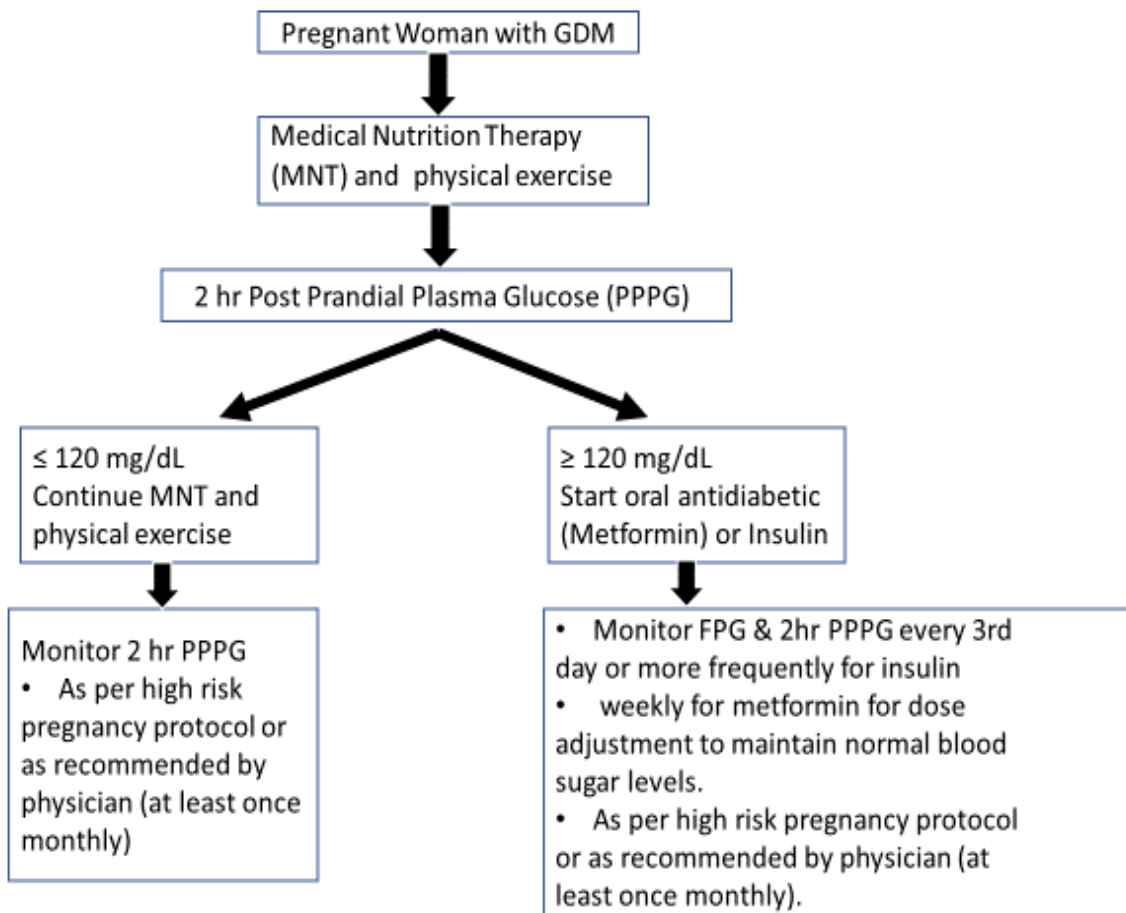 Pregnant Woman with GDM
Medical Nutrition Therapy
(MNT) and physical exercise
2 hr Post Prandial Plasma Glucose (PPPG)
≤ 120 mg/dL
Continue MNT and
physical exercise
≥ 120 mg/dL
Start oral antidiabetic
(Metformin) or Insulin
Monitor 2 hr PPPG
• As per high risk
pregnancy protocol or
as recommended by
physician (at least once
monthly)
• Monitor FPG & 2hr PPPG every 3rd
day or more frequently for insulin
• weekly for metformin for dose
adjustment to maintain normal blood
sugar levels.
• As per high risk pregnancy protocol
or as recommended by physician (at
least once monthly).